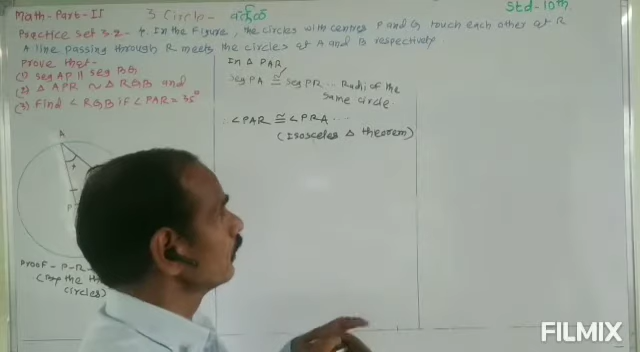 Math-Part-II 3 Circle- વર્તુળ Std-10th.
Practice Set 3.2 - 4. In the Figure, the circles with centres P and Q touch each other at R
A line passing through R meets the circles at A and B respectively
Prove that-
(1) seg AP || seg BQ
(2) △ APR ~ △ RQB and
(3) Find ∠ RQB if ∠ PAR = 35°
In △ PAR
seg PA ≅ seg PR ... Radii of the
same circle.
∴ ∠PAR ≅ ∠PRA ...
(Isosceles △ theorem)
A
x
P
Proof - P-R-
the
circles)
FILMIX